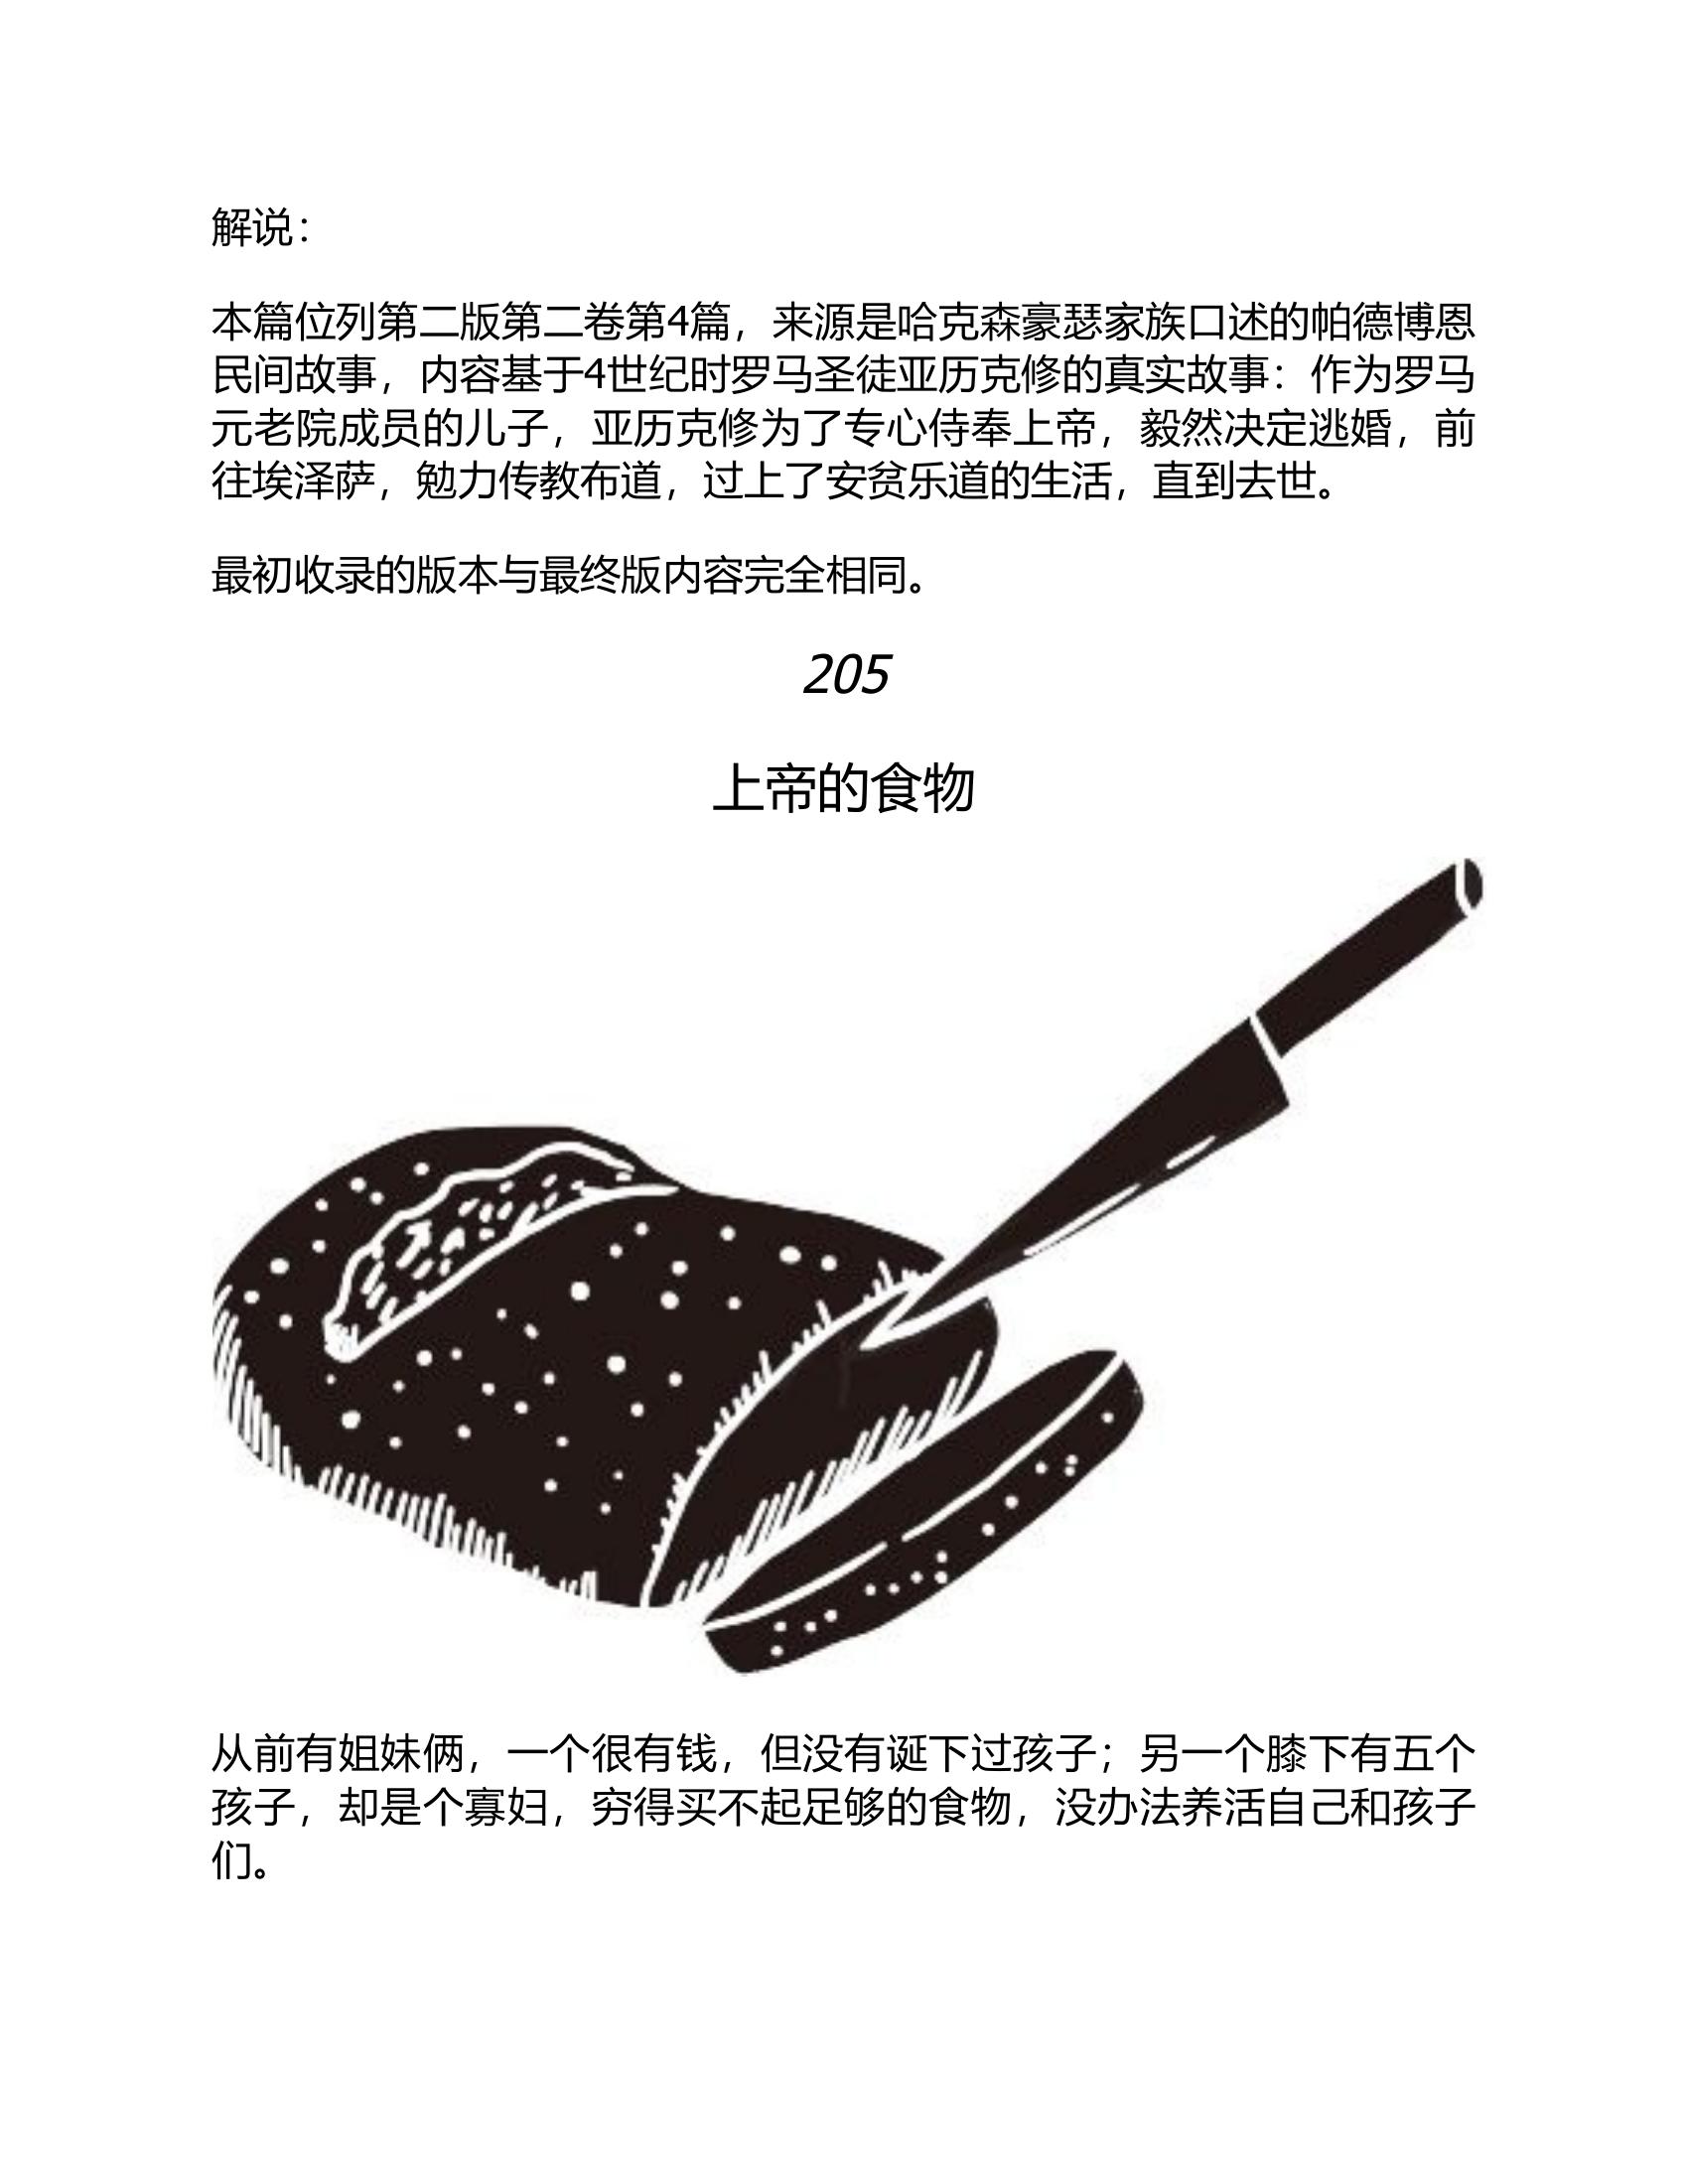 解说：
本篇位列第二版第二卷第4篇，来源是哈克森豪瑟家族口述的帕德博恩
民间故事，内容基于4世纪时罗马圣徒亚历克修的真实故事：作为罗马
元老院成员的儿子，亚历克修为了专心侍奉上帝，毅然决定逃婚，前
往埃泽萨，勉力传教布道，过上了安贫乐道的生活，直到去世。
最初收录的版本与最终版内容完全相同。
205
上帝的食物
从前有姐妹俩，一个很有钱，但没有诞下过孩子；另一个膝下有五个
孩子，却是个寡妇，穷得买不起足够的食物，没办法养活自己和孩子
们。